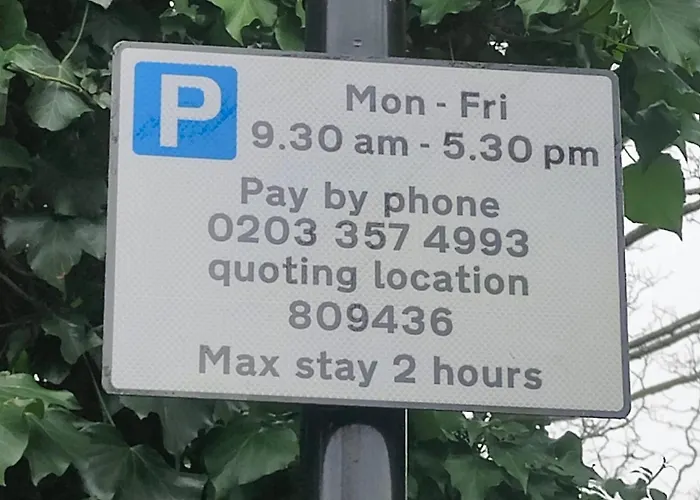 P
Mon - Fri
9.30 am - 5.30 pm
Pay by phone
0203 357 4993
quoting location
809436
Max stay 2 hours